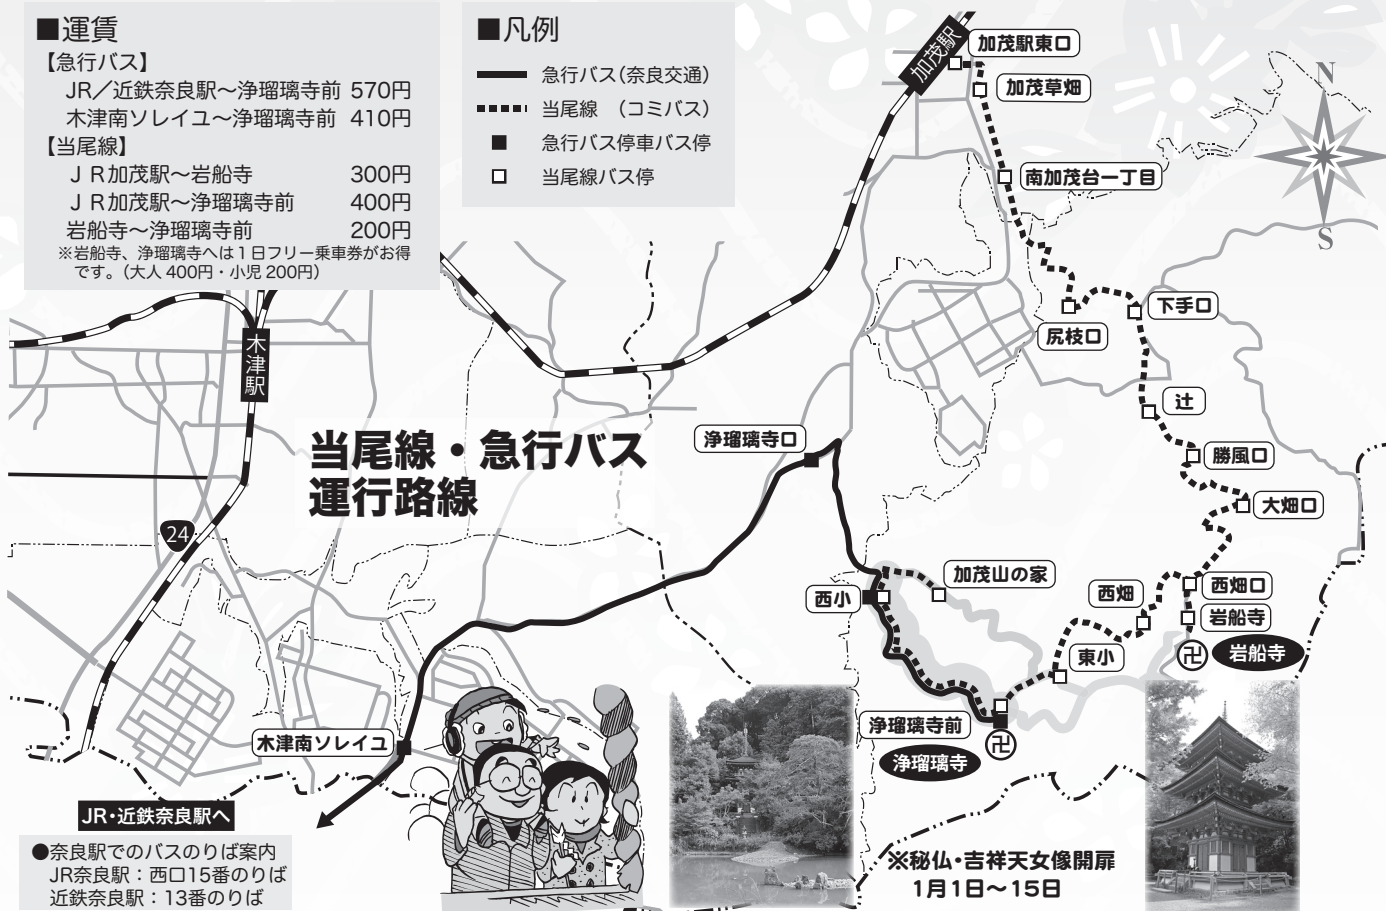 ■運賃
【急行バス】
JR／近鉄奈良駅〜浄瑠璃寺前 570円
木津南ソレイユ〜浄瑠璃寺前 410円
【当尾線】
ＪＲ加茂駅〜岩船寺 300円
ＪＲ加茂駅〜浄瑠璃寺前 400円
岩船寺〜浄瑠璃寺前 200円
※岩船寺、浄瑠璃寺へは１日フリー乗車券がお得
です。（大人 400円・小児 200円）
■凡例
急行バス（奈良交通）
当尾線 （コミバス）
急行バス停車バス停
当尾線バス停
加茂駅
加茂駅東口
加茂草畑
南加茂台一丁目
N
S
尻枝口
下手口
辻
勝風口
大畑口
西畑口
西畑
岩船寺
卍 岩船寺
東小
木津駅
24
当尾線・急行バス
運行路線
浄瑠璃寺口
加茂山の家
西小
浄瑠璃寺前
卍
浄瑠璃寺
木津南ソレイユ
JR・近鉄奈良駅へ
●奈良駅でのバスのりば案内
JR奈良駅：西口15番のりば
近鉄奈良駅：13番のりば
※秘仏・吉祥天女像開扉
1月1日〜15日